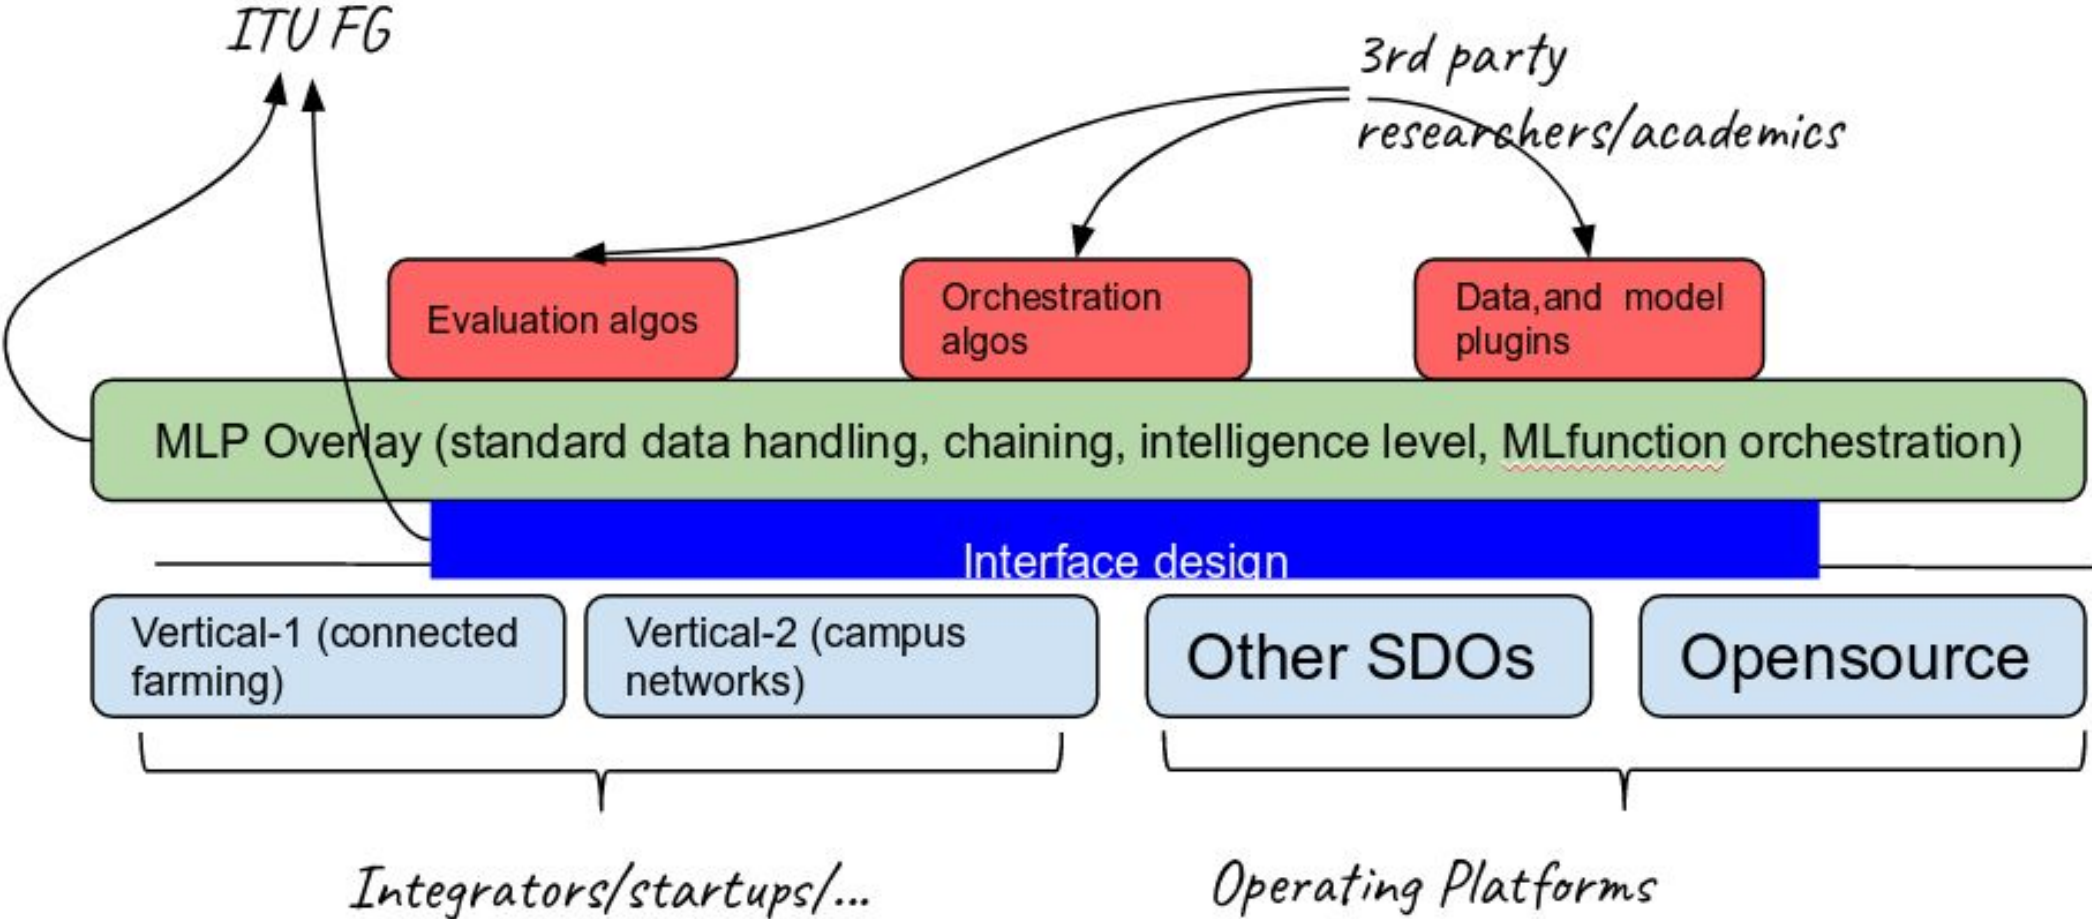 ITU FG
3rd party
researchers/academics
Evaluation algos
Orchestration
algos
Data,and model
plugins
MLP Overlay (standard data handling, chaining, intelligence level, MLfunction orchestration)
Interface design
Vertical-1 (connected
farming)
Vertical-2 (campus
networks)
Other SDOs
Opensource
Integrators/startups/...
Operating Platforms